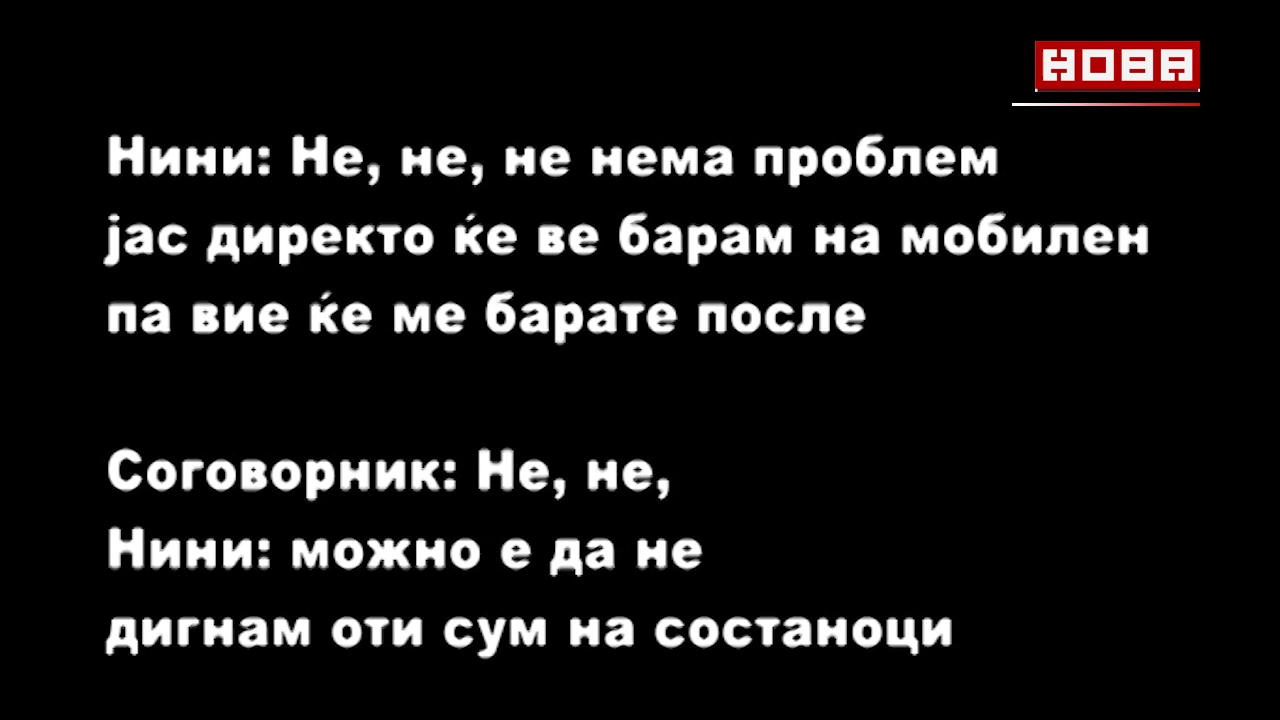 НОВА
Нини: Не, не, не нема проблем
јас директо ќе ве барам на мобилен
па вие ќе ме барате после
Соговорник: Не, не,
Нини: можно е да не
дигнам оти сум на состаноци